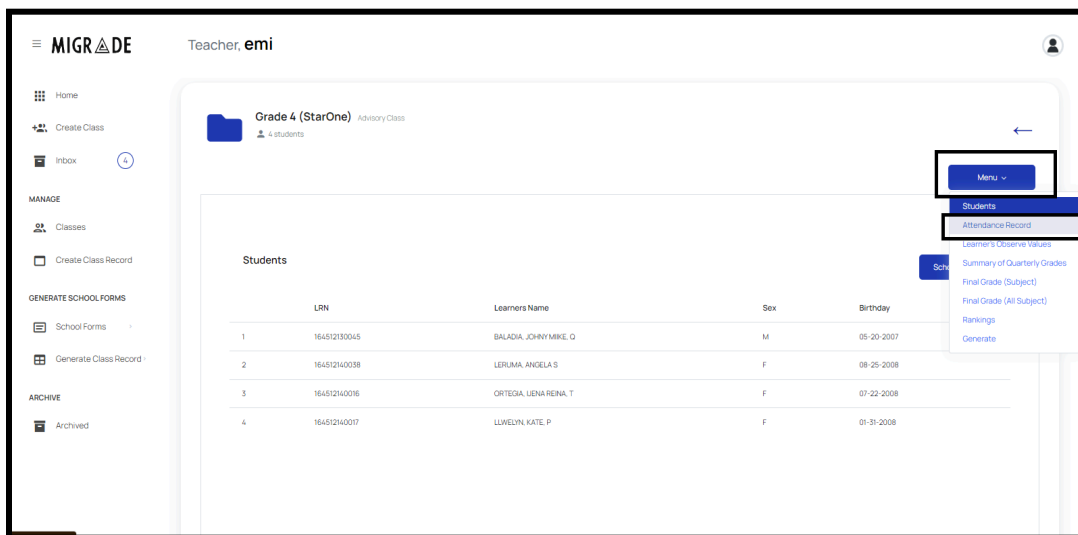 MIGRADE
Teacher, emi
Home
Create Class
Inbox 4
MANAGE
Classes
Create Class Record
GENERATE SCHOOL FORMS
School Forms
Generate Class Record
ARCHIVE
Archived
Grade 4 (StarOne) Advisory Class
4 students
Menu
Students
Attendance Record
Learner's Observe Values
Summary of Quarterly Grades
Final Grade (Subject)
Final Grade (All Subject)
Rankings
Generate
Students
LRN Learners Name Sex Birthday
1 164512130045 BALADIA, JOHNY MIKE, Q M 05-20-2007
2 164512140038 LERUMA, ANGELA S F 08-25-2008
3 164512140016 ORTEGIA, UENA REINA, T F 07-22-2008
4 164512140017 LLWELYN, KATE, P F 01-31-2008